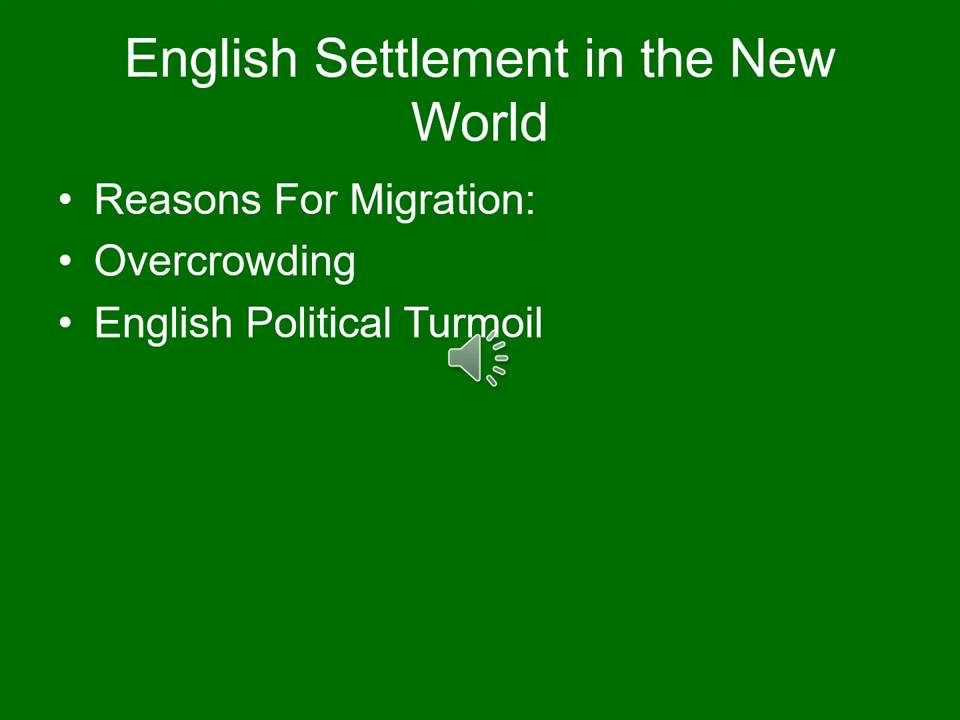 English Settlement in the New
World
• Reasons For Migration:
• Overcrowding
• English Political Turmoil